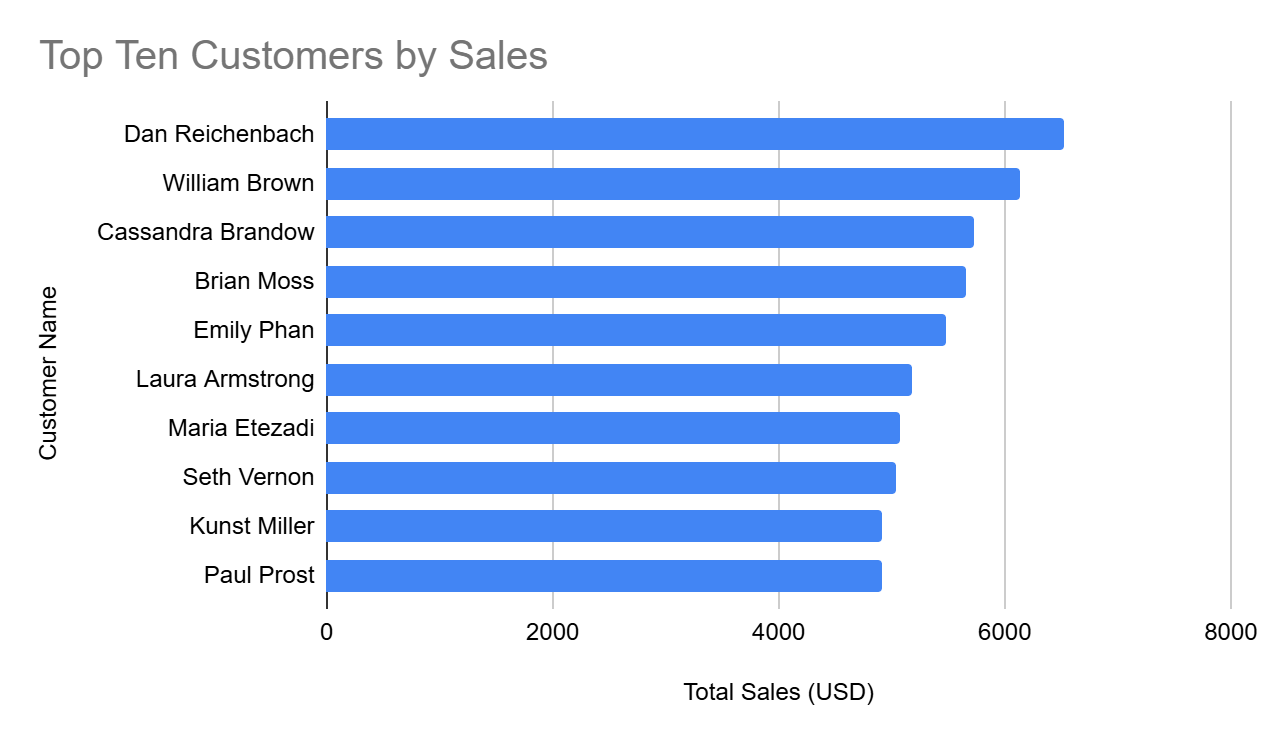 Top Ten Customers by Sales
Customer Name
Dan Reichenbach
William Brown
Cassandra Brandow
Brian Moss
Emily Phan
Laura Armstrong
Maria Etezadi
Seth Vernon
Kunst Miller
Paul Prost
0 2000 4000 6000 8000
Total Sales (USD)